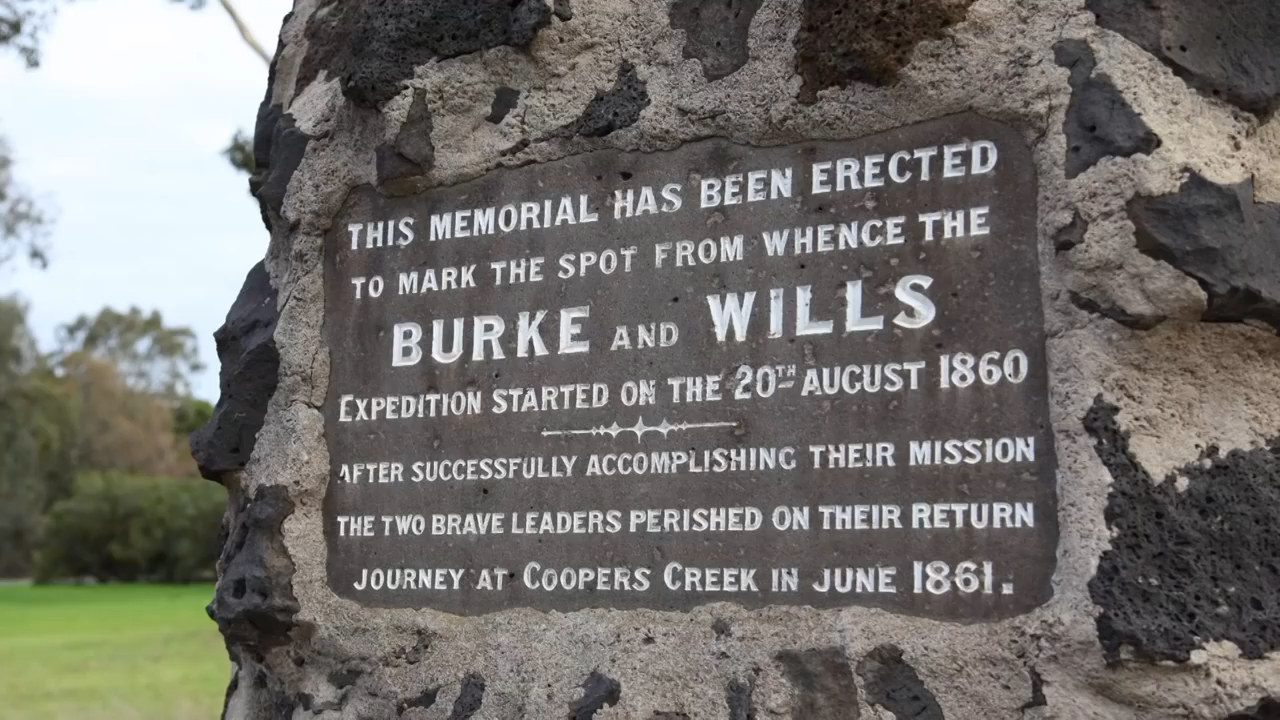 THIS MEMORIAL HAS BEEN ERECTED
TO MARK THE SPOT FROM WHENCE THE
BURKE AND WILLS
EXPEDITION STARTED ON THE 20TH AUGUST 1860
AFTER SUCCESSFULLY ACCOMPLISHING THEIR MISSION
THE TWO BRAVE LEADERS PERISHED ON THEIR RETURN
JOURNEY AT COOPERS CREEK IN JUNE 1861.